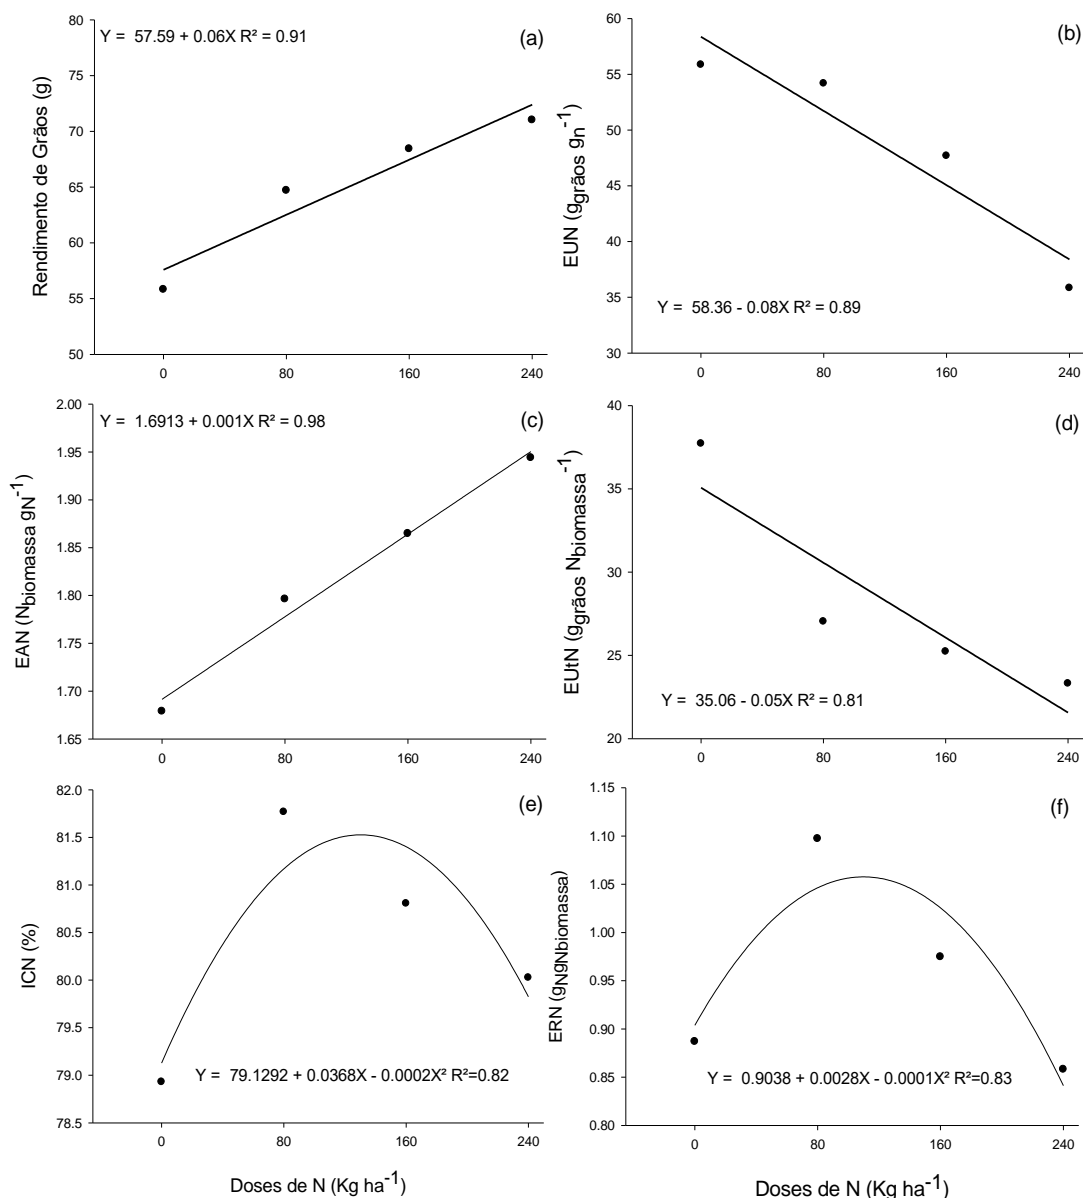 Y = 57.59 + 0.06X R² = 0.91
(a)
Rendimento de Grãos (g)
80
75
70
65
60
55
50
0 80 160 240
(b)
EUN (g_grãos g_n⁻¹)
60
55
50
45
40
35
30
Y = 58.36 - 0.08X R² = 0.89
0 80 160 240
Y = 1.6913 + 0.001X R² = 0.98
(c)
EAN (N_biomassa gN⁻¹)
2.00
1.95
1.90
1.85
1.80
1.75
1.70
1.65
0 80 160 240
(d)
EUtN (g_grãos N_biomassa⁻¹)
40
35
30
25
20
Y = 35.06 - 0.05X R² = 0.81
0 80 160 240
(e)
ICN (%)
82.0
81.5
81.0
80.5
80.0
79.5
79.0
78.5
Y = 79.1292 + 0.0368X - 0.0002X² R²=0.82
0 80 160 240
Doses de N (Kg ha⁻¹)
(f)
ERN (g_NgNbiomassa)
1.15
1.10
1.05
1.00
0.95
0.90
0.85
0.80
Y = 0.9038 + 0.0028X - 0.0001X² R²=0.83
0 80 160 240
Doses de N (Kg ha⁻¹)